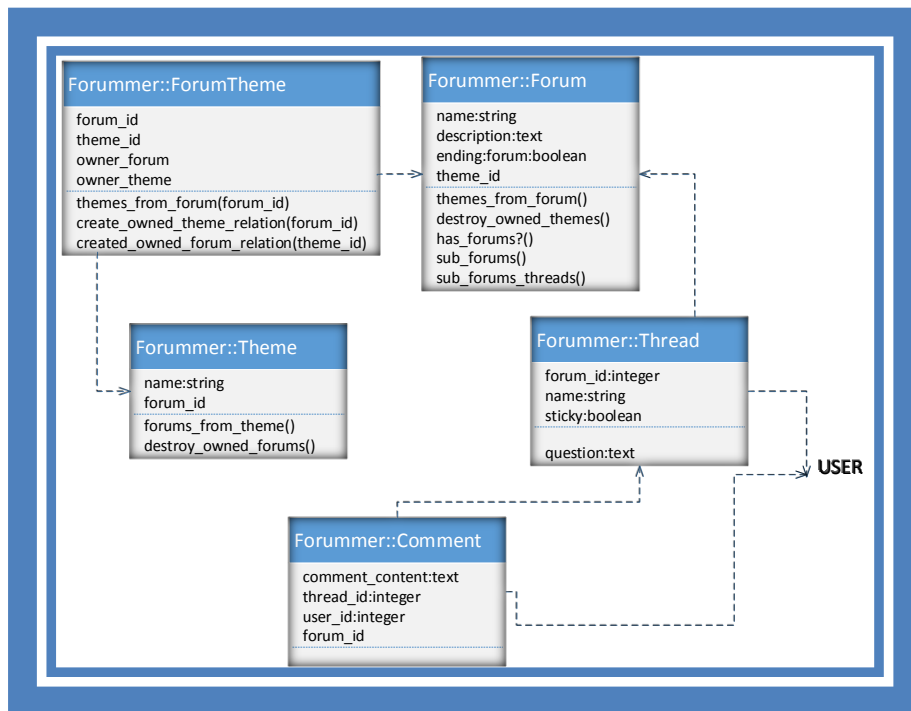 Forummer::ForumTheme
forum_id
theme_id
owner_forum
owner_theme
themes_from_forum(forum_id)
create_owned_theme_relation(forum_id)
created_owned_forum_relation(theme_id)
Forummer::Forum
name:string
description:text
ending:forum:boolean
theme_id
themes_from_forum()
destroy_owned_themes()
has_forums?()
sub_forums()
sub_forums_threads()
Forummer::Theme
name:string
forum_id
forums_from_theme()
destroy_owned_forums()
Forummer::Thread
forum_id:integer
name:string
sticky:boolean
question:text
USER
Forummer::Comment
comment_content:text
thread_id:integer
user_id:integer
forum_id